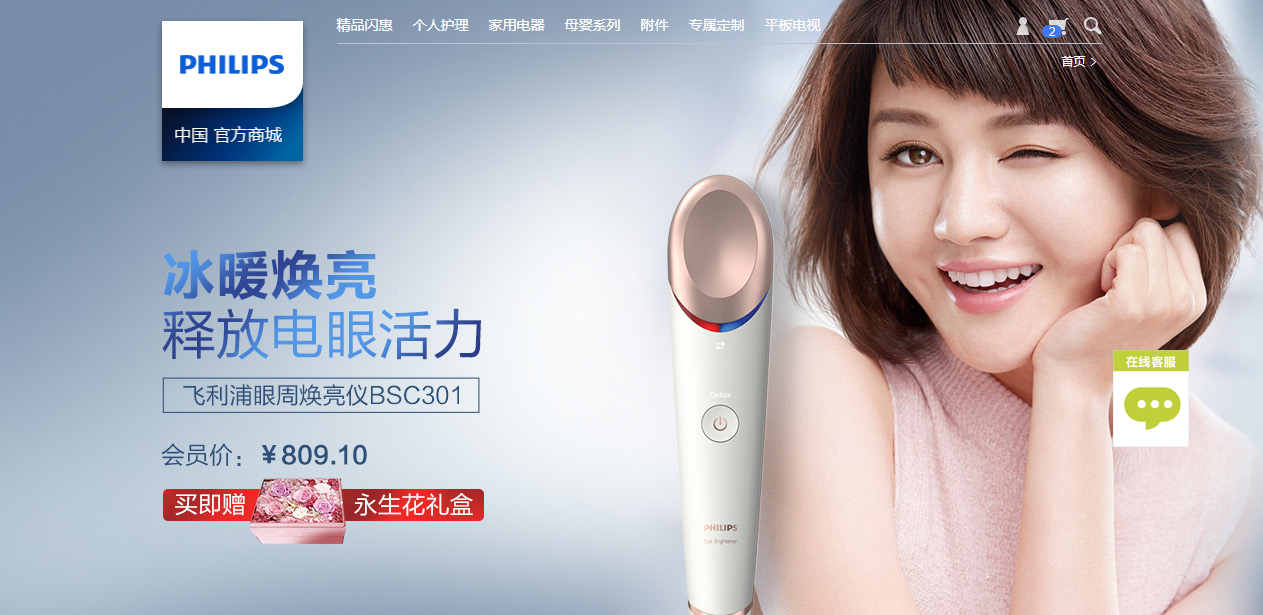 精品闪惠 个人护理 家用电器 母婴系列 附件 专属定制 平板电视
2
首页 >
PHILIPS
中国 官方商城
冰暖焕亮
释放电眼活力
飞利浦眼周焕亮仪BSC301
会员价：¥809.10
买即赠 永生花礼盒
Detox
PHILIPS
Eye Brightener
在线客服